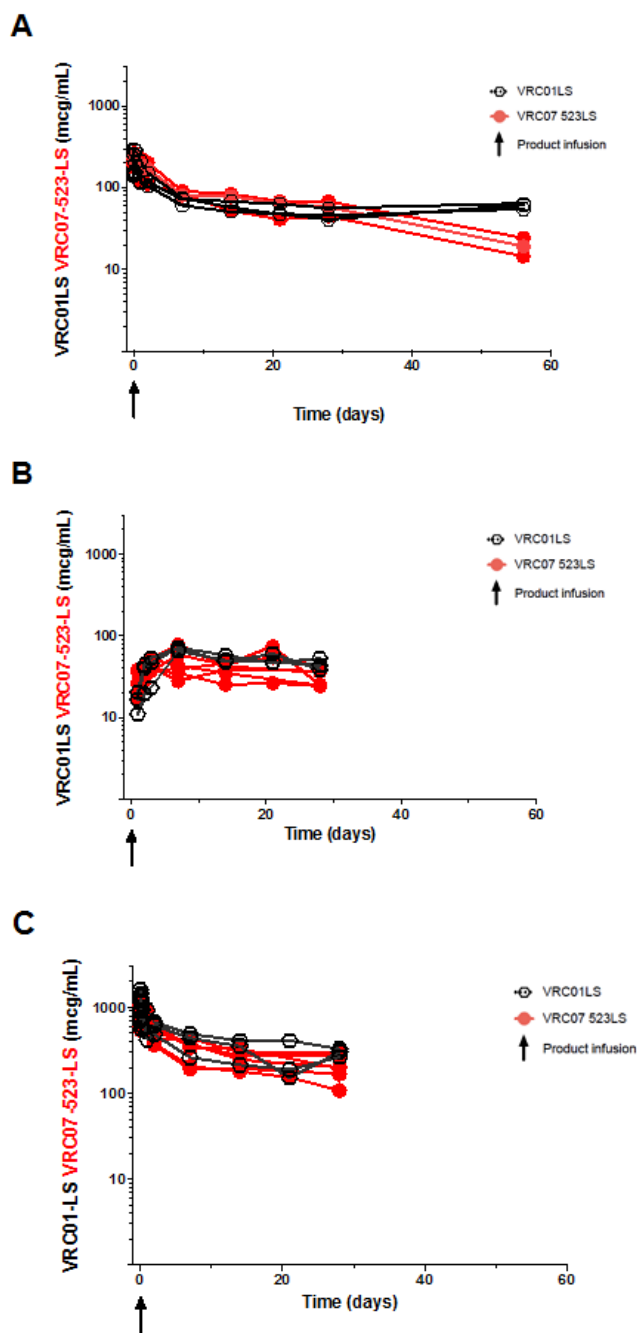 A
VRC01LS VRC07-523-LS (mcg/mL)
1000
100
10
0
20
40
60
Time (days)
VRC01LS
VRC07 523LS
Product infusion
B
VRC01LS VRC07-523-LS (mcg/mL)
1000
100
10
0
20
40
60
Time (days)
VRC01LS
VRC07 523LS
Product infusion
C
VRC01-LS VRC07-523-LS (mcg/mL)
1000
100
10
0
20
40
60
Time (days)
VRC01LS
VRC07 523LS
Product infusion